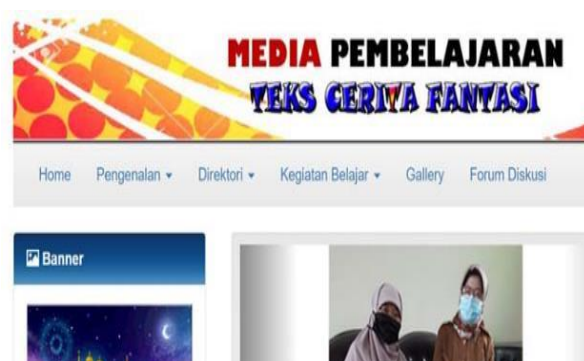 MEDIA PEMBELAJARAN
TEKS CERITA FANTASI
Home Pengenalan Direktori Kegiatan Belajar Gallery Forum Diskusi
Banner